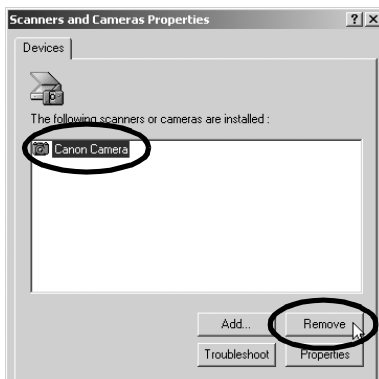 Scanners and Cameras Properties
Devices
The following scanners or cameras are installed :
Canon Camera
Add... Remove
Troubleshoot Properties